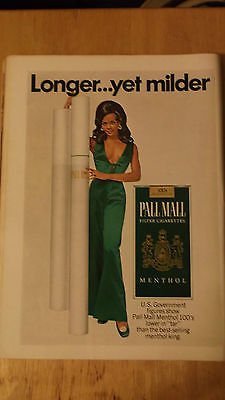 Longer...yet milder
100's
PALL MALL
FILTER CIGARETTES
MENTHOL
U.S. Government
figures show
Pall Mall Menthol 100's
lower in "tar"
than the best-selling
menthol king.